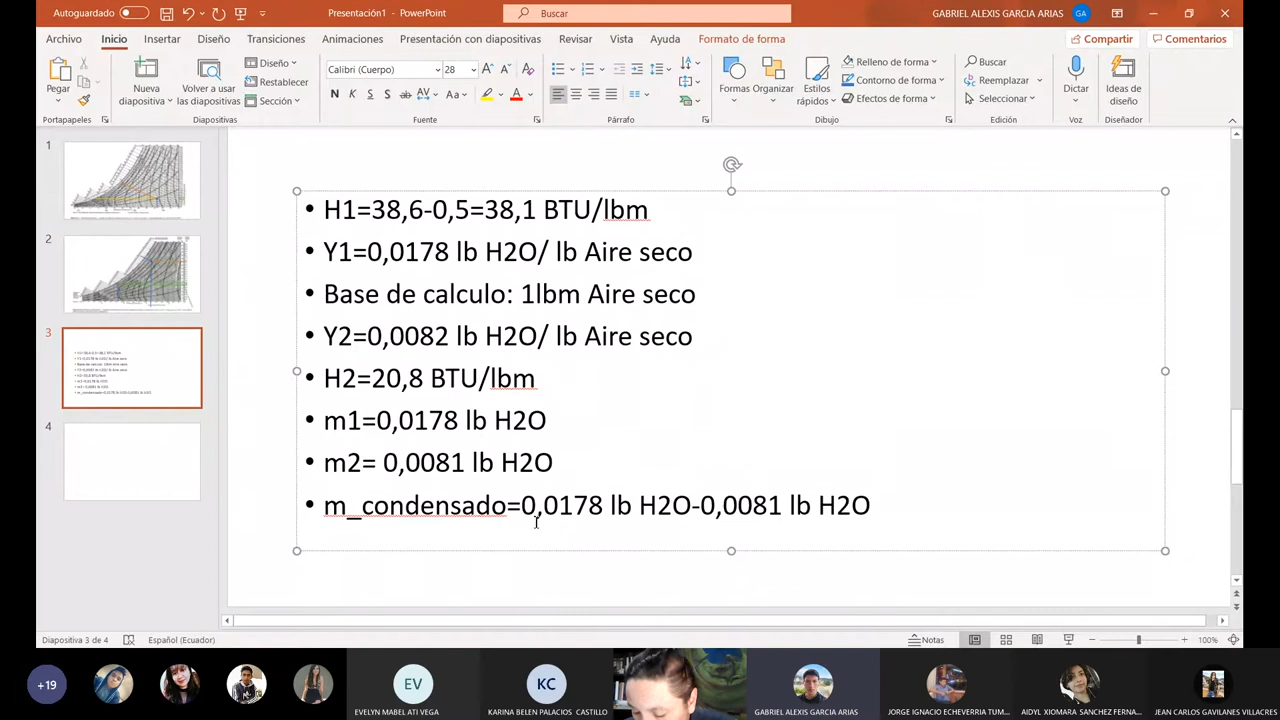 Autoguardado
Presentación1 - PowerPoint
Buscar
GABRIEL ALEXIS GARCIA ARIAS
GA
Archivo Inicio Insertar Diseño Transiciones Animaciones Presentación con diapositivas Revisar Vista Ayuda Formato de forma
Compartir
Comentarios
Pegar
Nueva diapositiva
Volver a usar las diapositivas
Diseño
Restablecer
Sección
Calibri (Cuerpo) 28
N K S S ab AV Aa A
Formas
Organizar
Estilos rápidos
Relleno de forma
Contorno de forma
Efectos de forma
Buscar
Reemplazar
Seleccionar
Dictar
Ideas de diseño
Portapapeles Diapositivas Fuente Párrafo Dibujo Edición Voz Diseñador
1
2
3
4
• H1=38,6-0,5=38,1 BTU/lbm
• Y1=0,0178 lb H2O/ lb Aire seco
• Base de calculo: 1lbm Aire seco
• Y2=0,0082 lb H2O/ lb Aire seco
• H2=20,8 BTU/lbm
• m1=0,0178 lb H2O
• m2= 0,0081 lb H2O
• m_condensado=0,0178 lb H2O-0,0081 lb H2O
Diapositiva 3 de 4
Español (Ecuador)
Notas
100%
+19
EV
EVELYN MABEL ATI VEGA
KC
KARINA BELEN PALACIOS CASTILLO
GABRIEL ALEXIS GARCIA ARIAS
JORGE IGNACIO ECHEVERRIA TUM...
AIDYL XIOMARA SANCHEZ FERNA...
JEAN CARLOS GAVILANES VILLACRES